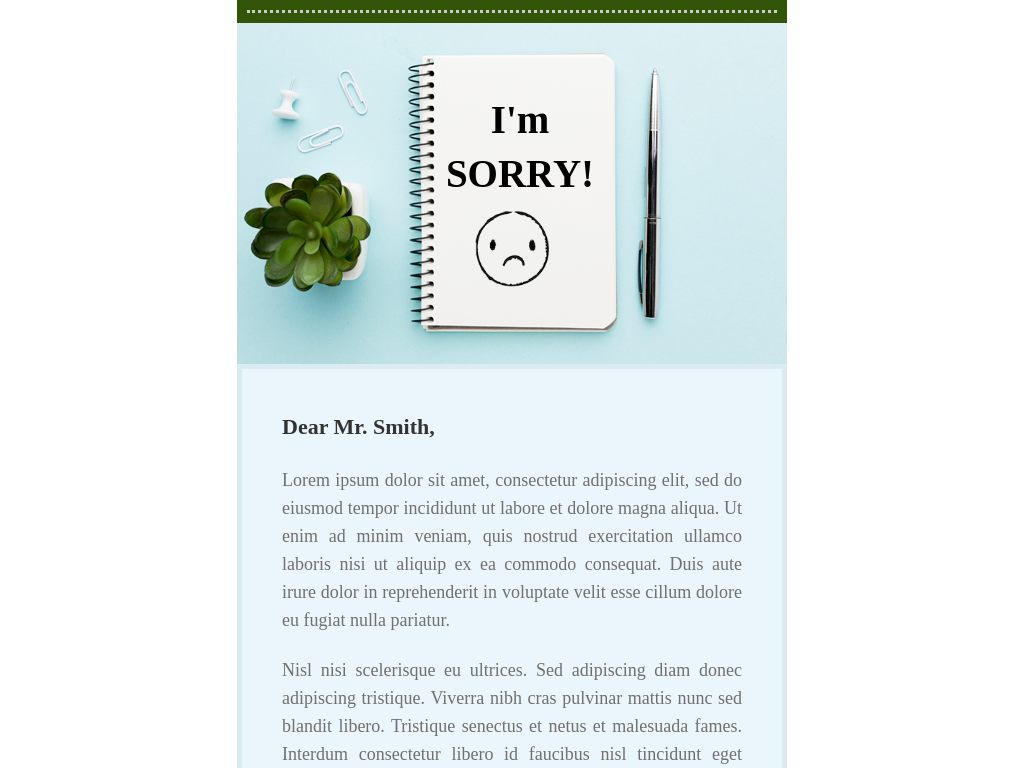 I'm
SORRY!
Dear Mr. Smith,
Lorem ipsum dolor sit amet, consectetur adipiscing elit, sed do
eiusmod tempor incididunt ut labore et dolore magna aliqua. Ut
enim ad minim veniam, quis nostrud exercitation ullamco
laboris nisi ut aliquip ex ea commodo consequat. Duis aute
irure dolor in reprehenderit in voluptate velit esse cillum dolore
eu fugiat nulla pariatur.
Nisl nisi scelerisque eu ultrices. Sed adipiscing diam donec
adipiscing tristique. Viverra nibh cras pulvinar mattis nunc sed
blandit libero. Tristique senectus et netus et malesuada fames.
Interdum consectetur libero id faucibus nisl tincidunt eget